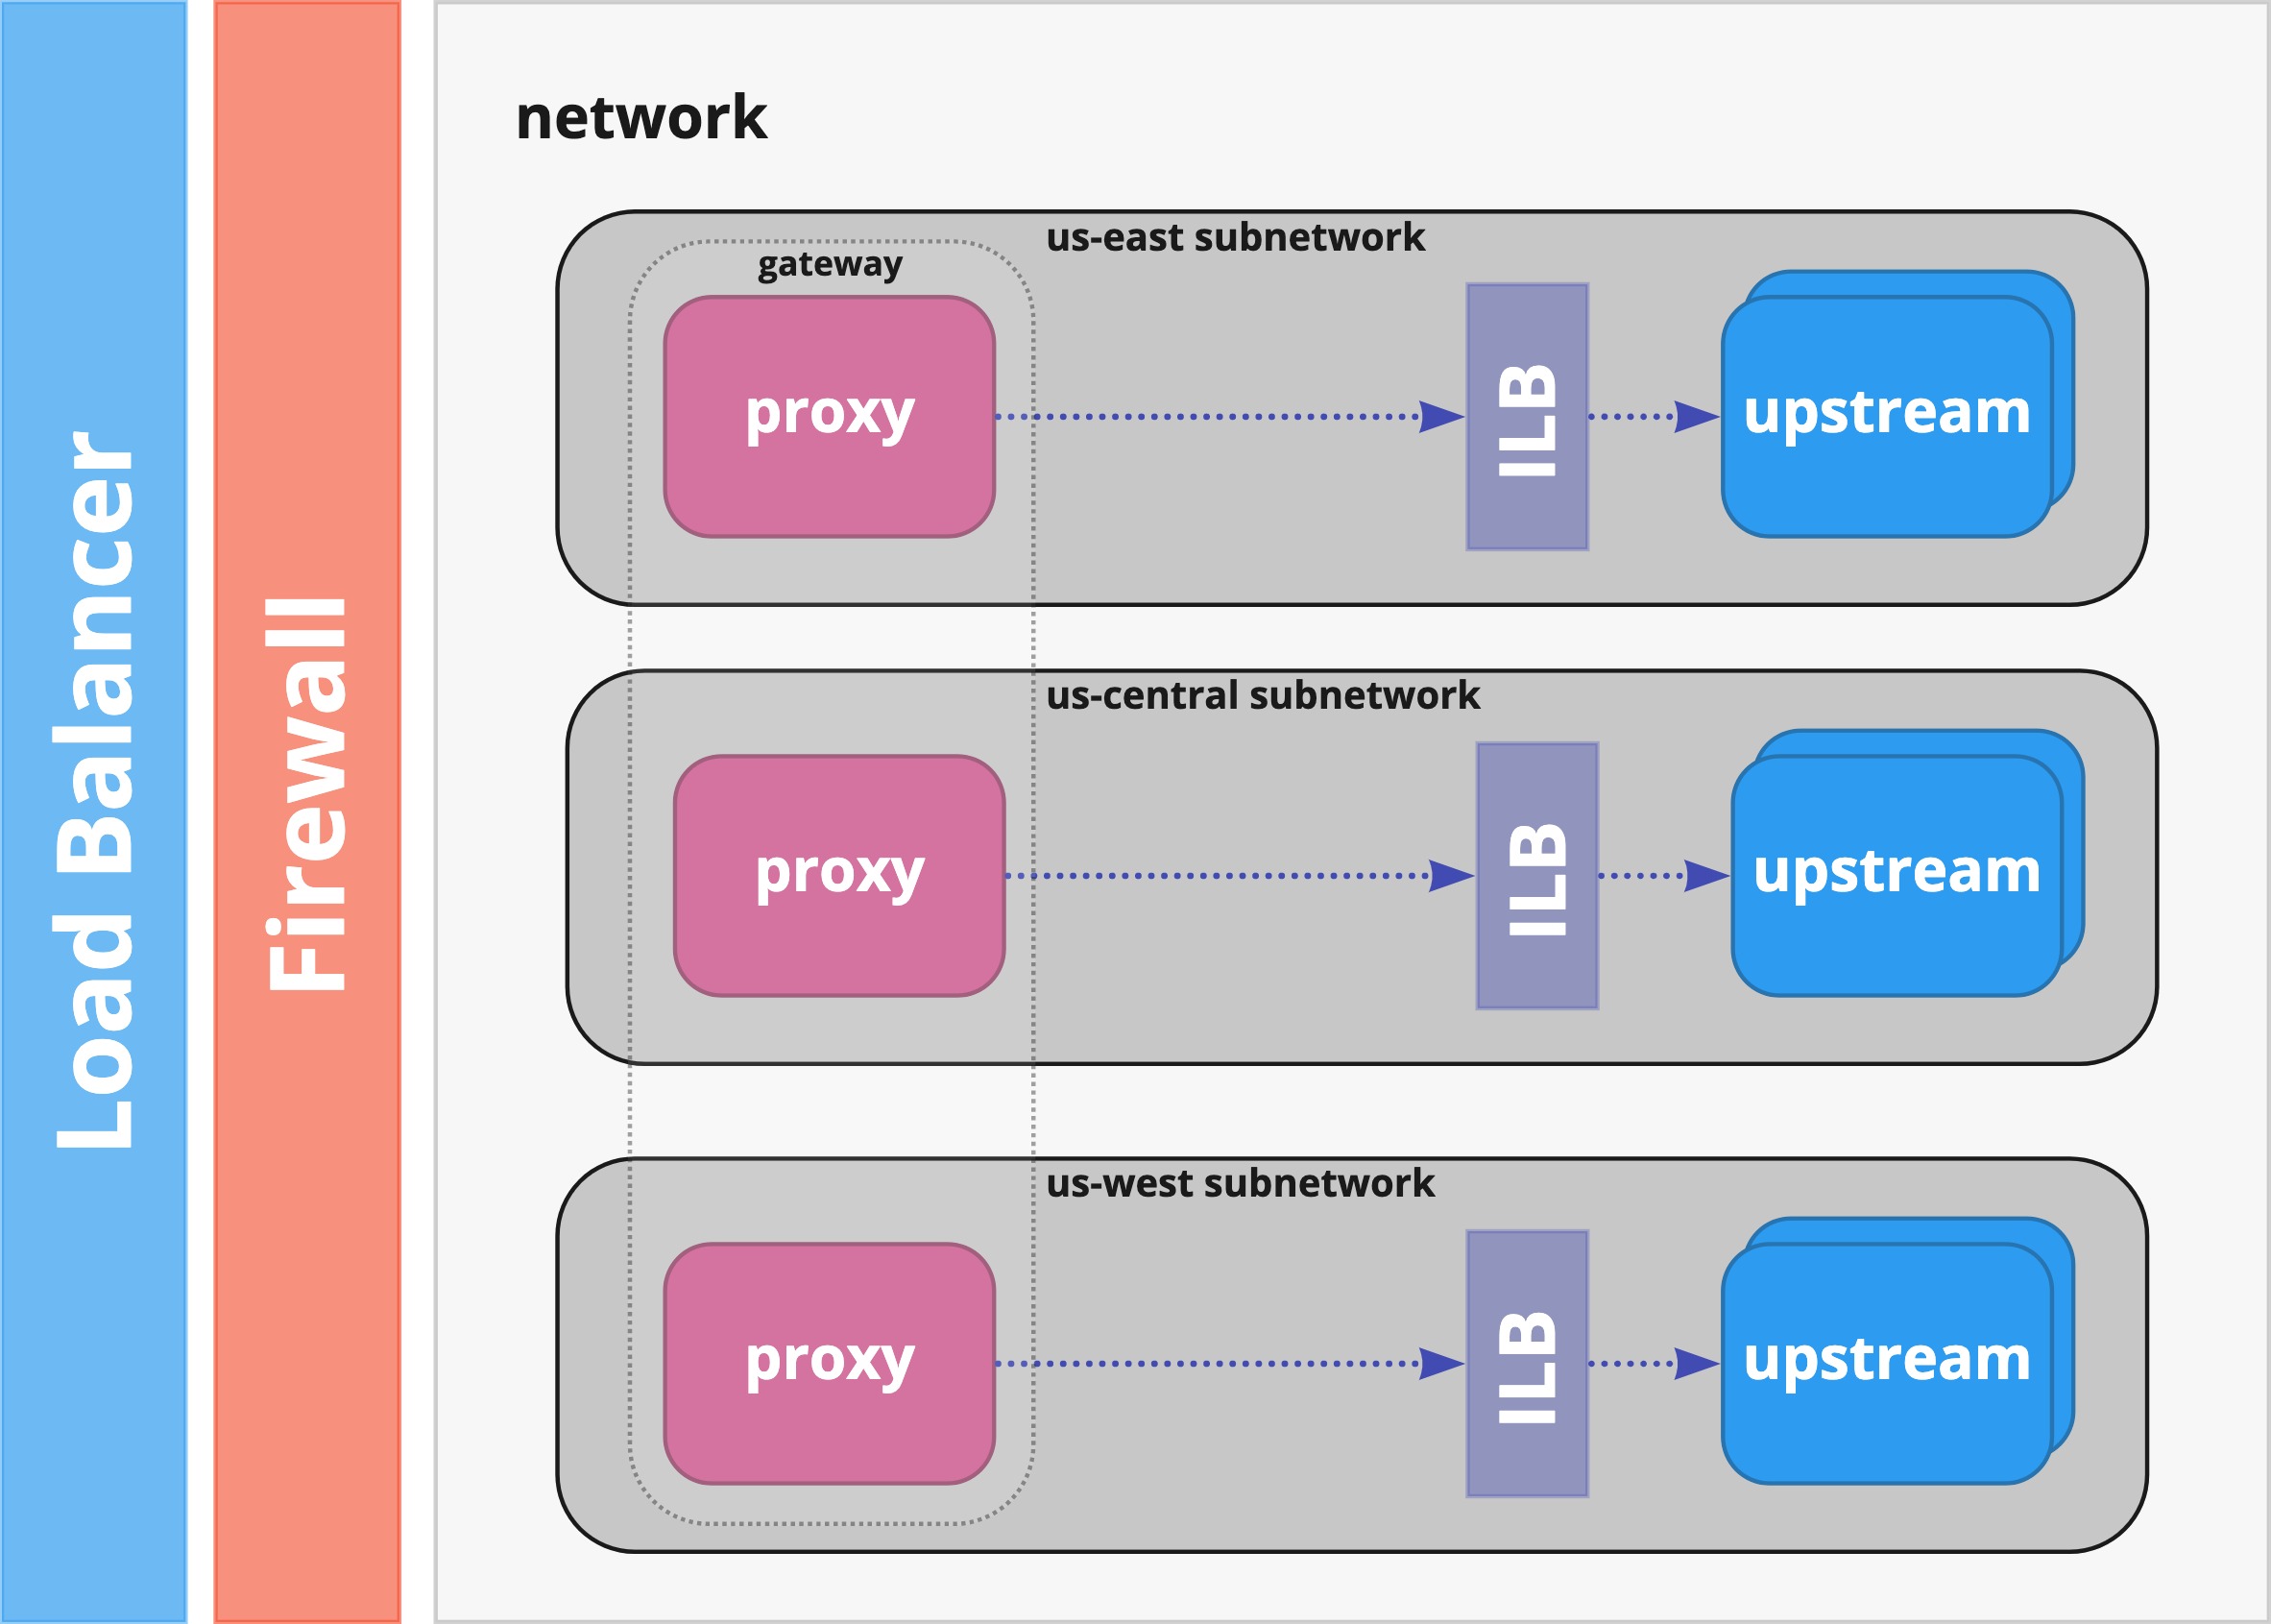 Load Balancer
Firewall
network
us-east subnetwork
gateway
proxy
ILB
upstream
us-central subnetwork
proxy
ILB
upstream
us-west subnetwork
proxy
ILB
upstream